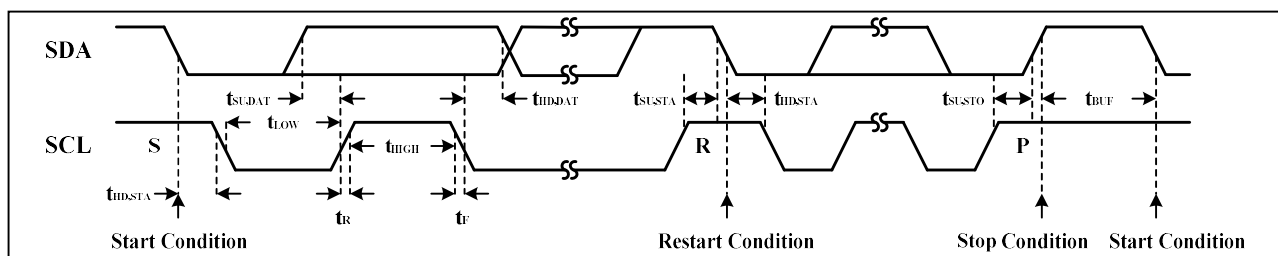 SDA
tSU;DAT tHD;DAT tSU;STA tHD;STA tSU;STO tBUF
tLOW
SCL S tHIGH R P
tHD;STA
tR tF
Start Condition Restart Condition Stop Condition Start Condition